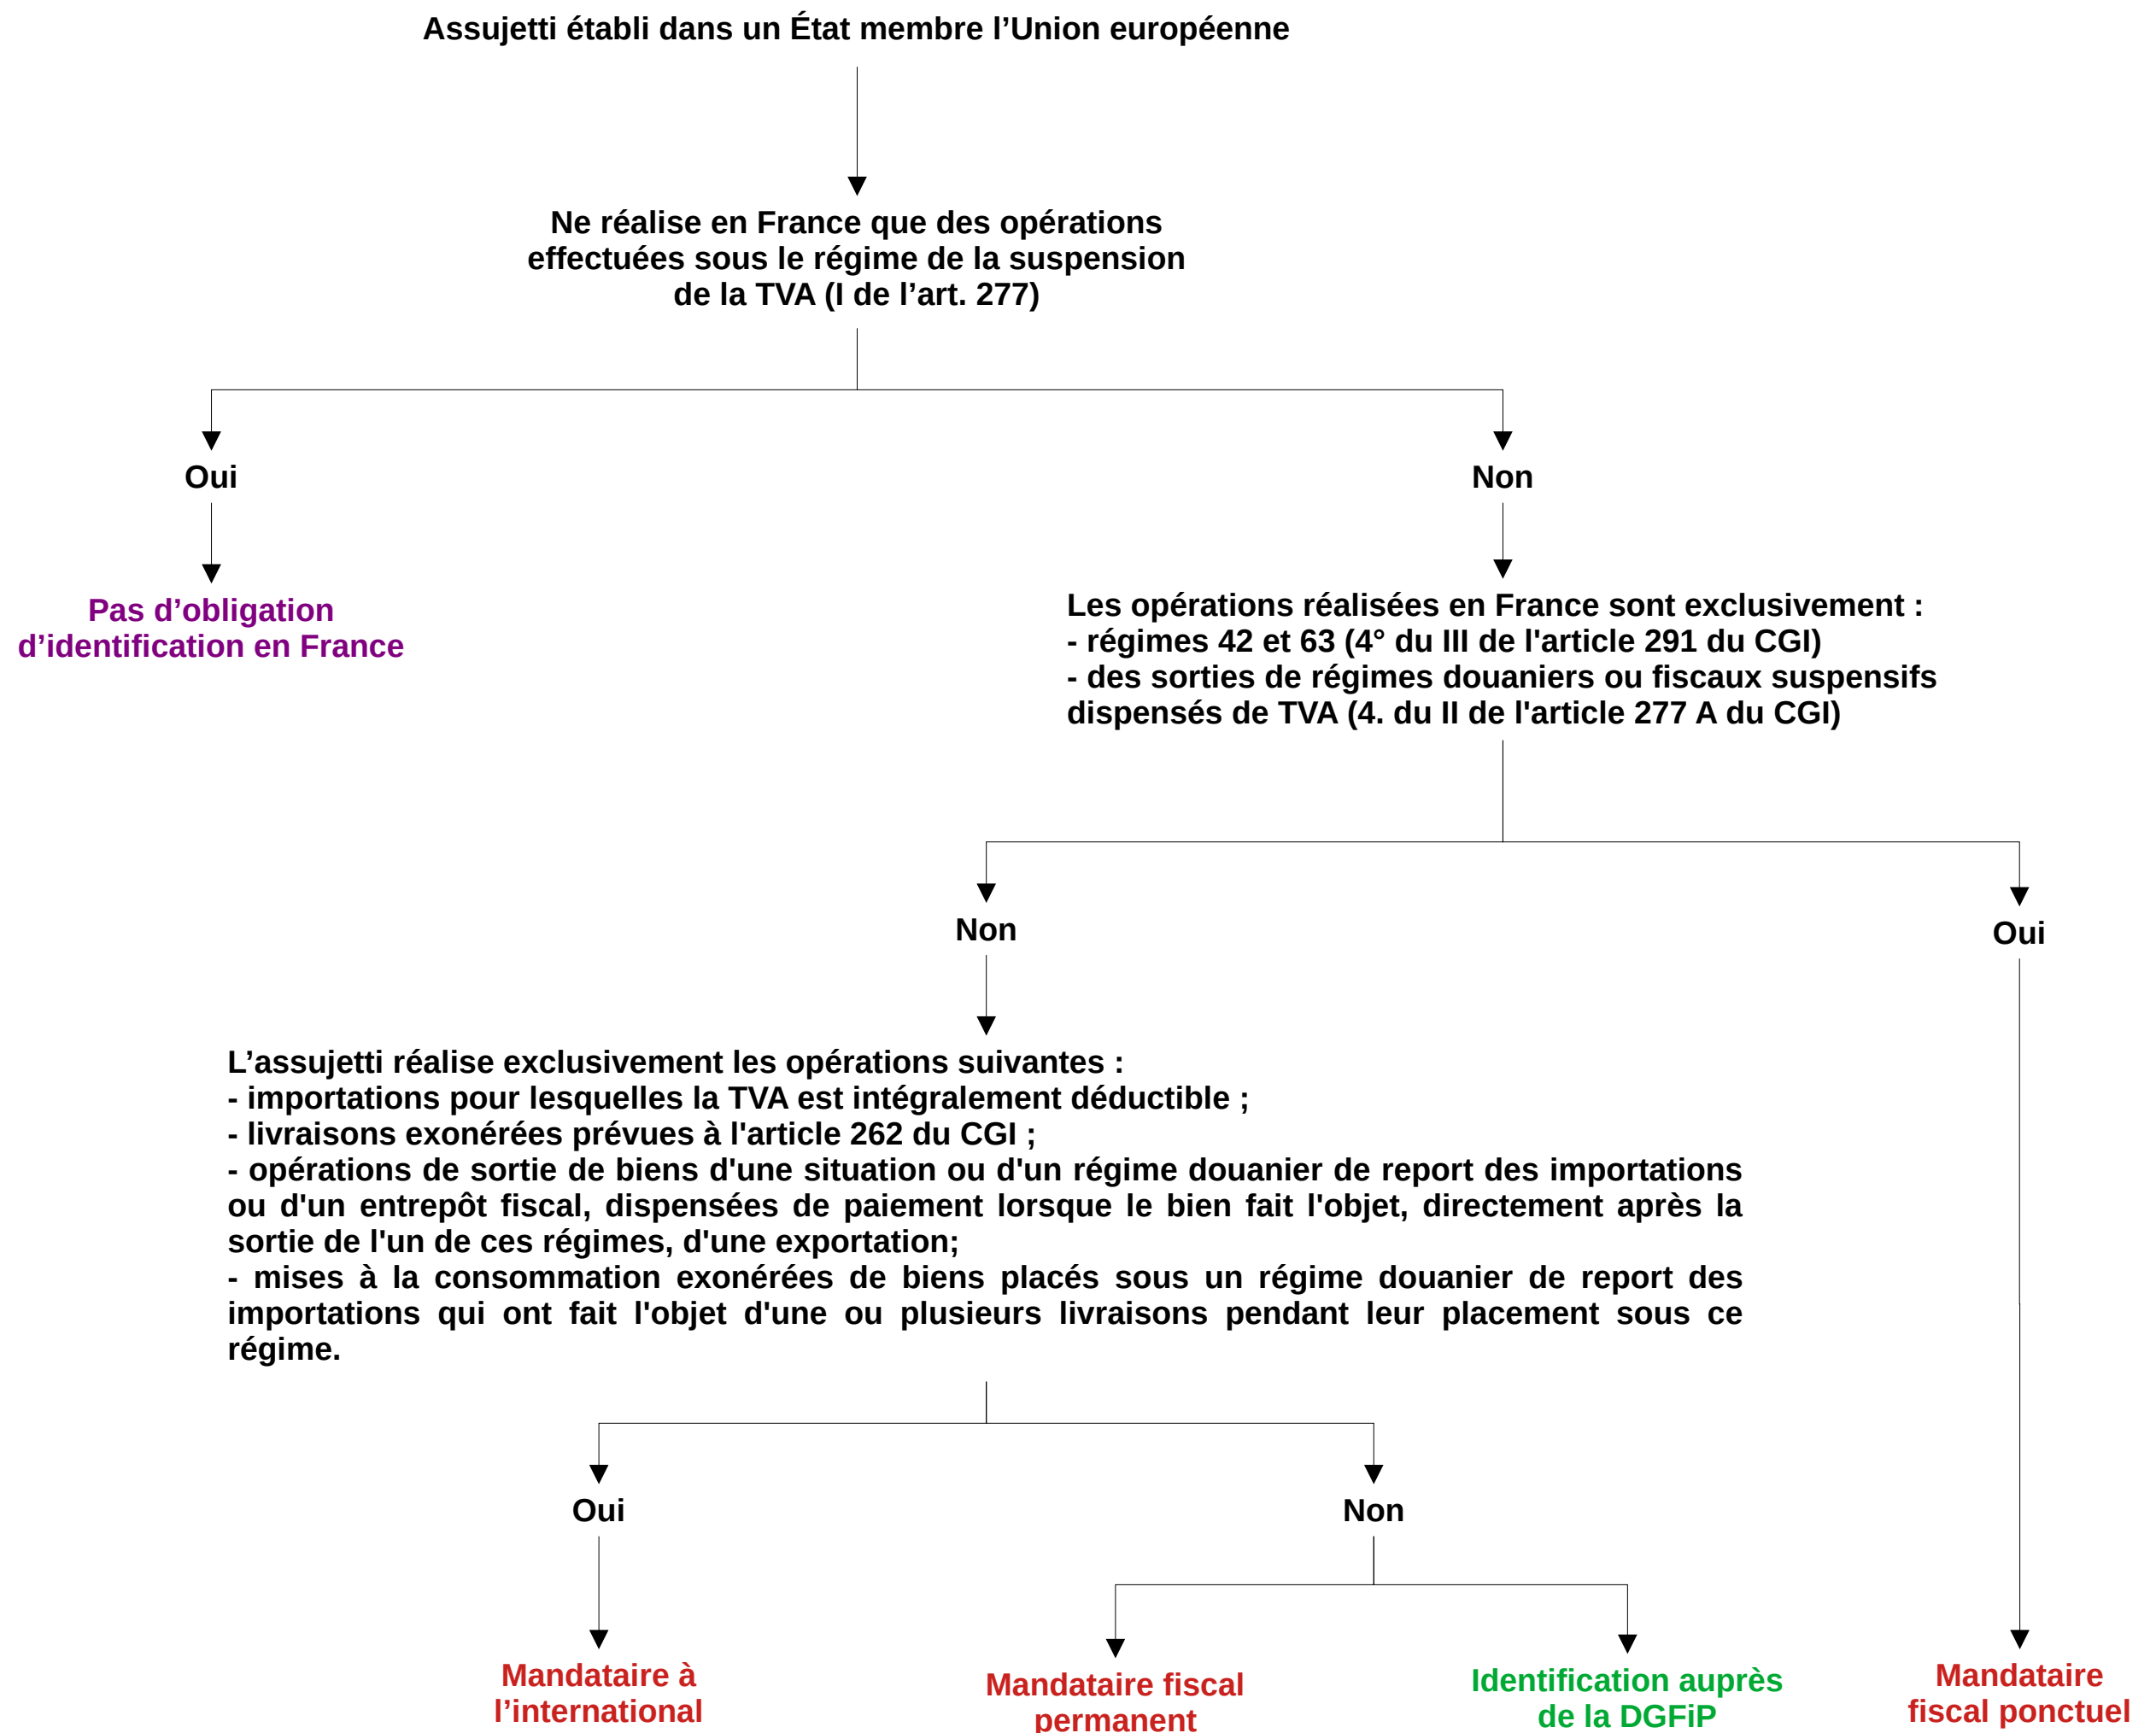 Assujetti établi dans un État membre l’Union européenne
Ne réalise en France que des opérations
effectuées sous le régime de la suspension
de la TVA (I de l’art. 277)
Oui
Non
Pas d’obligation
d’identification en France
Les opérations réalisées en France sont exclusivement :
- régimes 42 et 63 (4° du III de l'article 291 du CGI)
- des sorties de régimes douaniers ou fiscaux suspensifs
dispensés de TVA (4. du II de l'article 277 A du CGI)
Non
Oui
L’assujetti réalise exclusivement les opérations suivantes :
- importations pour lesquelles la TVA est intégralement déductible ;
- livraisons exonérées prévues à l'article 262 du CGI ;
- opérations de sortie de biens d'une situation ou d'un régime douanier de report des importations
ou d'un entrepôt fiscal, dispensées de paiement lorsque le bien fait l'objet, directement après la
sortie de l'un de ces régimes, d'une exportation;
- mises à la consommation exonérées de biens placés sous un régime douanier de report des
importations qui ont fait l'objet d'une ou plusieurs livraisons pendant leur placement sous ce
régime.
Oui
Non
Mandataire à
l’international
Mandataire fiscal
permanent
Identification auprès
de la DGFiP
Mandataire
fiscal ponctuel